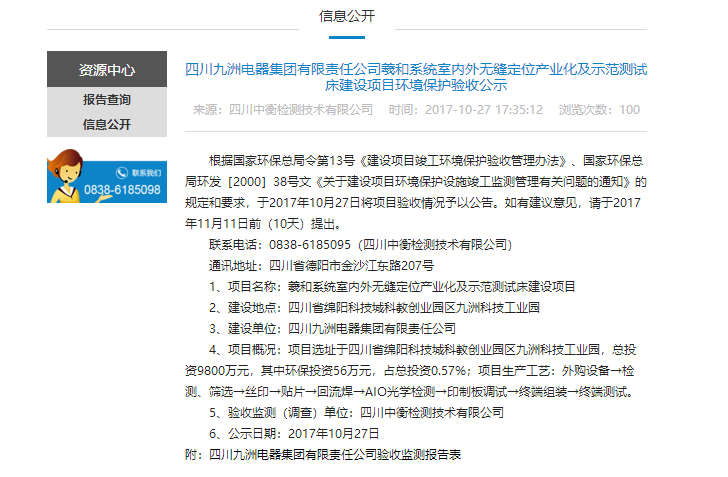 信息公开
资源中心
报告查询
信息公开
联系我们
0838-6185098
四川九洲电器集团有限责任公司羲和系统室内外无缝定位产业化及示范测试
床建设项目环境保护验收公示
来源：四川中衡检测技术有限公司 时间：2017-10-27 17:35:12 浏览次数：100
根据国家环保总局令第13号《建设项目竣工环境保护验收管理办法》、国家环保总
局环发［2000］38号文《关于建设项目环境保护设施竣工监测管理有关问题的通知》的
规定和要求，于2017年10月27日将项目验收情况予以公告。如有建议意见，请于2017
年11月11日前（10天）提出。
联系电话：0838-6185095（四川中衡检测技术有限公司）
通讯地址：四川省德阳市金沙江东路207号
1、项目名称：羲和系统室内外无缝定位产业化及示范测试床建设项目
2、建设地点：四川省绵阳科技城科教创业园区九洲科技工业园
3、建设单位：四川九洲电器集团有限责任公司
4、项目概况：项目选址于四川省绵阳科技城科教创业园区九洲科技工业园，总投
资9800万元，其中环保投资56万元，占总投资0.57%；项目生产工艺：外购设备→检
测、筛选→丝印→贴片→回流焊→AIO光学检测→印制板调试→终端组装→终端测试。
5、验收监测（调查）单位：四川中衡检测技术有限公司
6、公示日期：2017年10月27日
附：四川九洲电器集团有限责任公司验收监测报告表